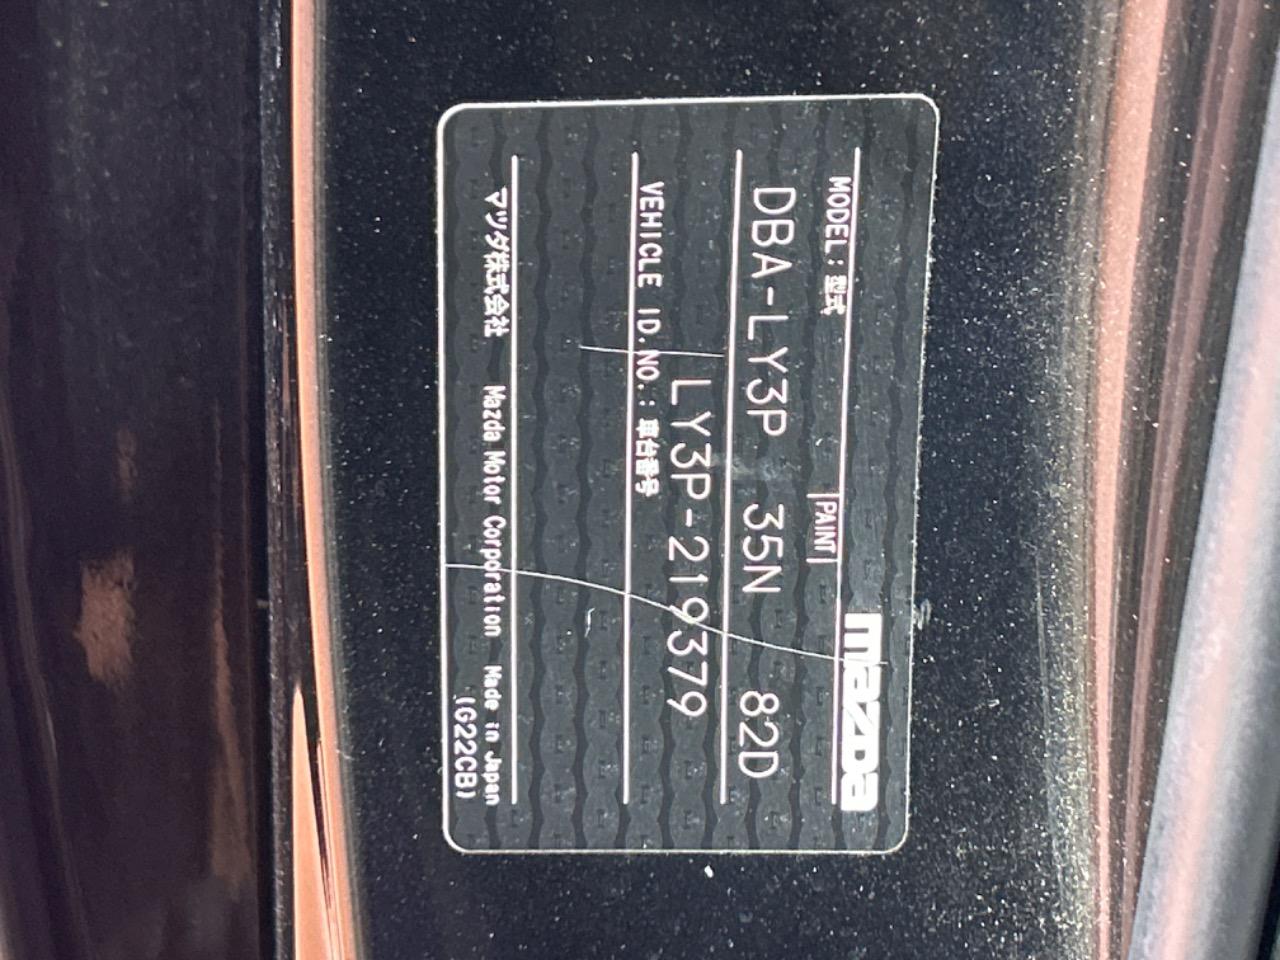 mazda
MODEL:型式 PAINT
DBA-LY3P 35N 82D
LY3P-219379
VEHICLE ID.NO.:車台番号
マツダ株式会社 Mazda Motor Corporation Made in Japan
(G22CB)